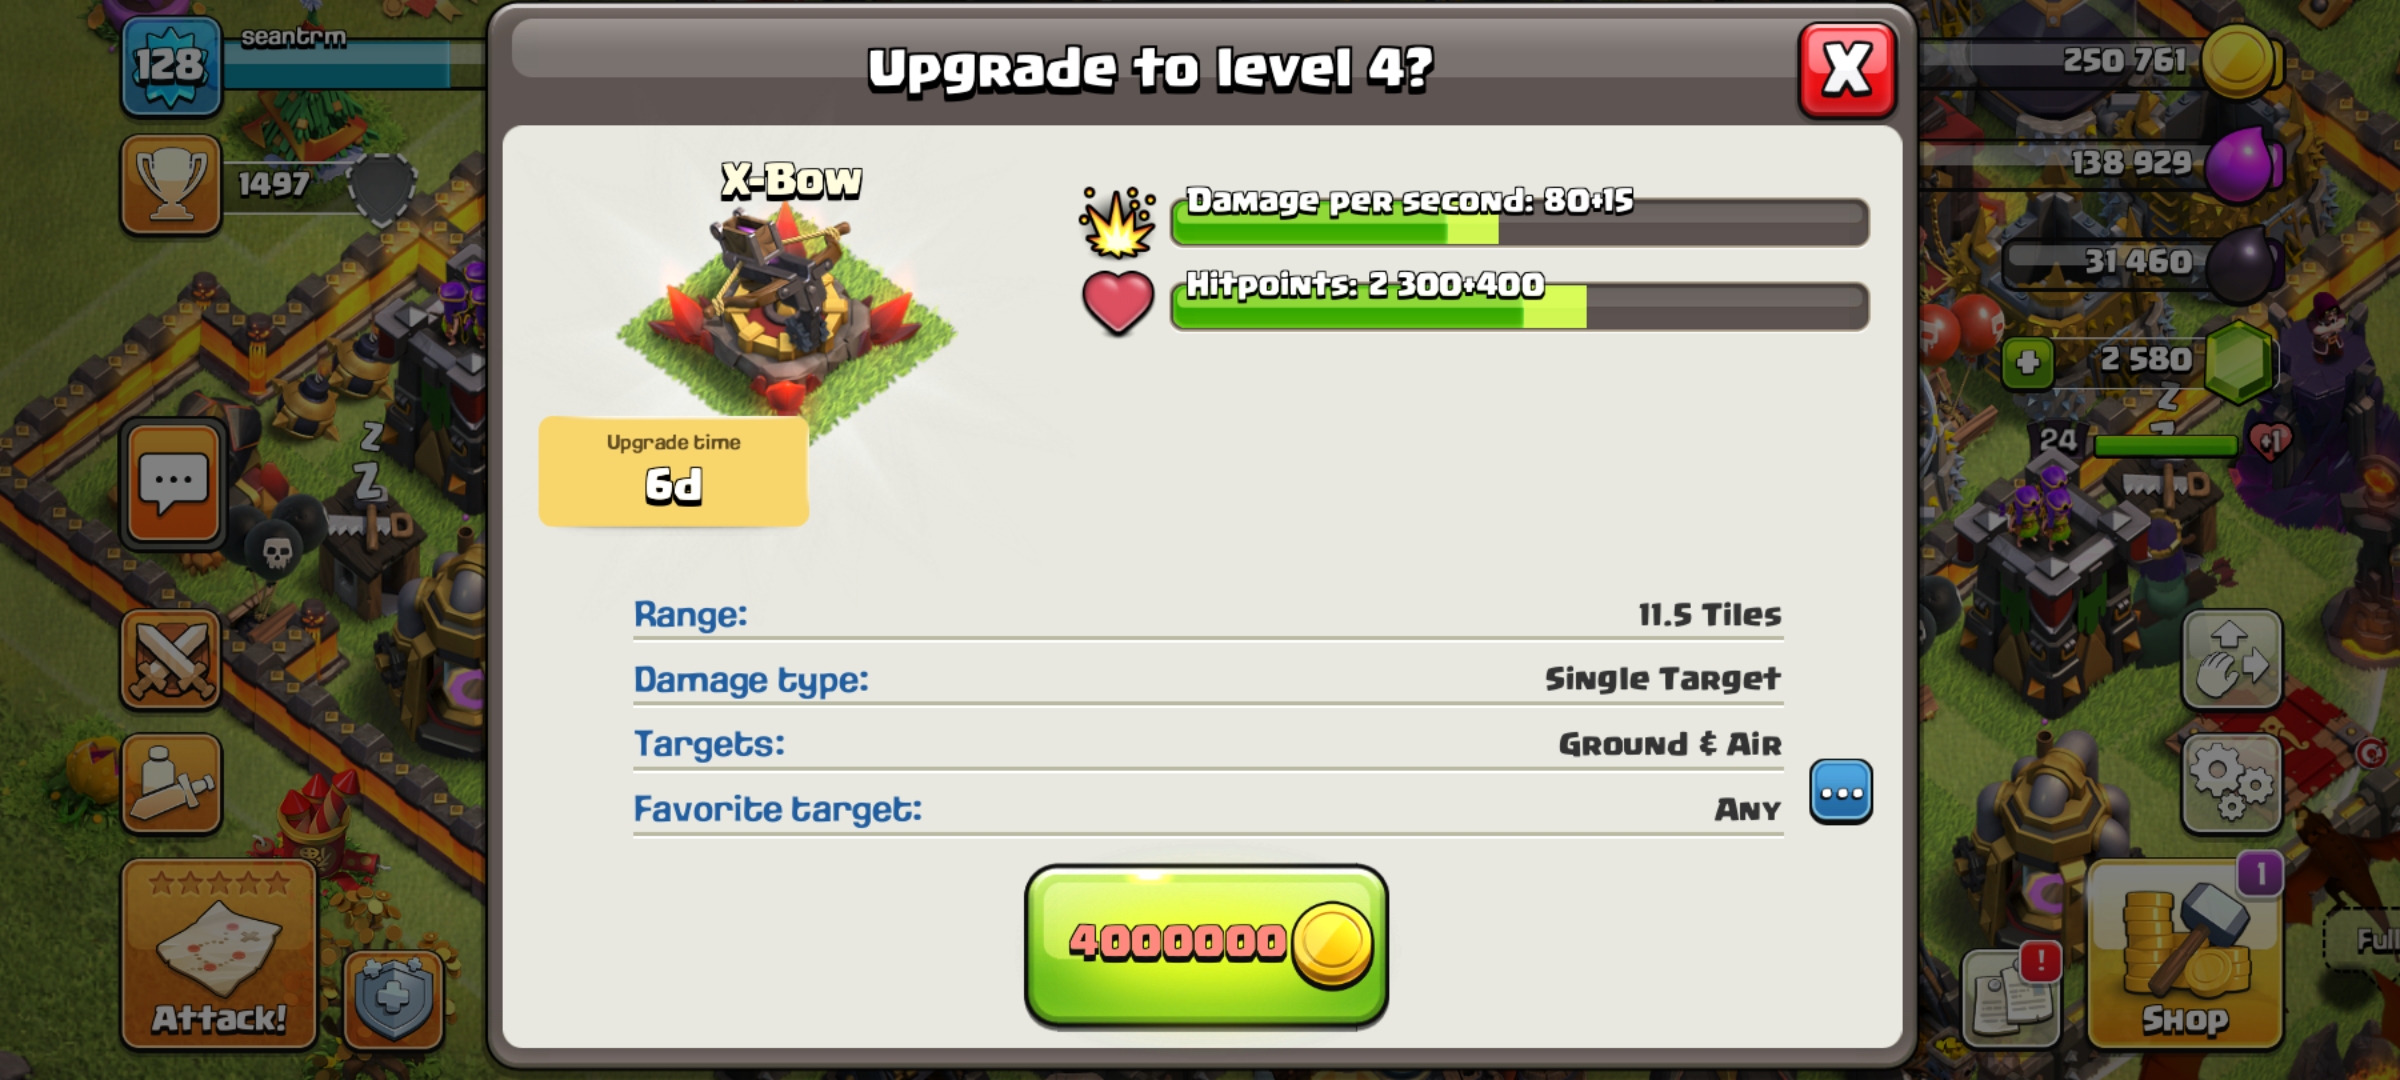 seantrm
128
1497
Attack!
Upgrade to level 4?
X
X-Bow
Upgrade time
6d
Damage per second: 80+15
Hitpoints: 2 300+400
Range: 11.5 Tiles
Damage type: Single Target
Targets: Ground & Air
Favorite target: Any
4000000
250 761
138 929
31 460
2 580
24
+1
Z
Z
Z
1
!
Shop